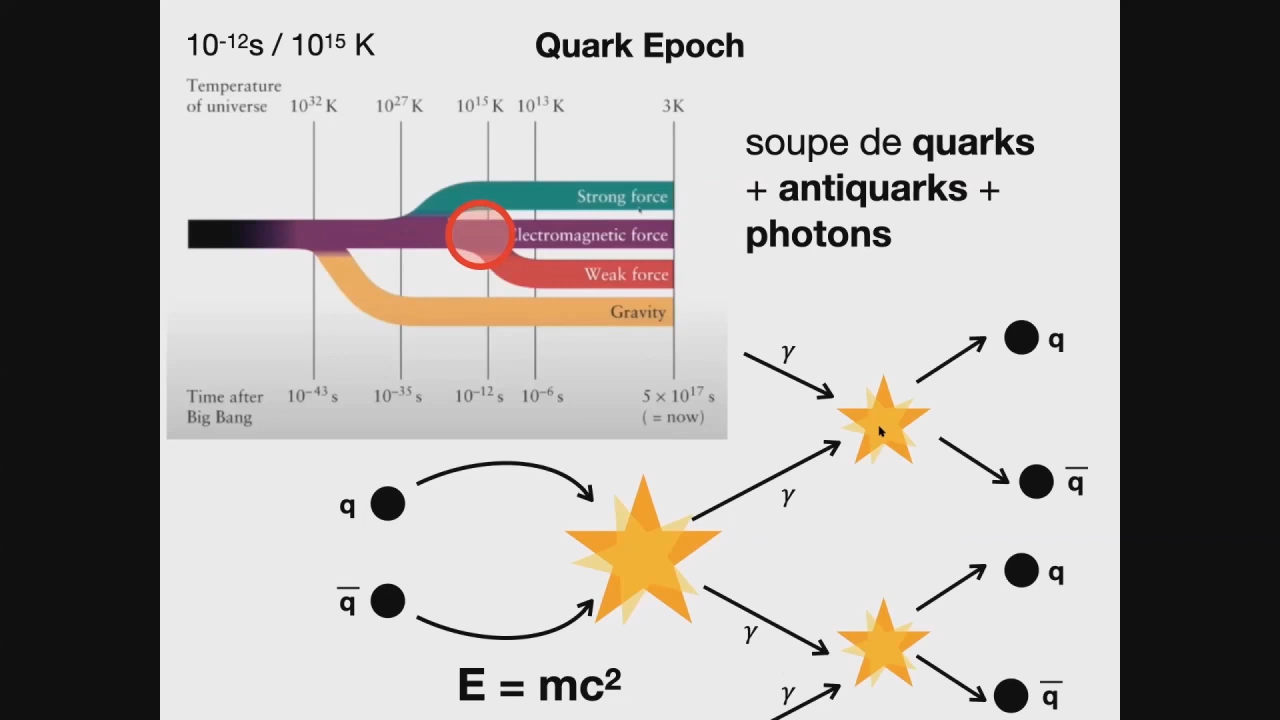 10-12s / 10¹⁵ K
Quark Epoch
Temperature
of universe 10³² K 10²⁷ K 10¹⁵ K 10¹³ K 3K
Strong force
lectromagnetic force
Weak force
Gravity
Time after 10⁻⁴³ s 10⁻³⁵ s 10⁻¹² s 10⁻⁶ s 5 × 10¹⁷ s
Big Bang ( = now)
soupe de quarks
+ antiquarks +
photons
γ
q
γ
q̅
q
q̅
γ
γ
q
q̅
E = mc²